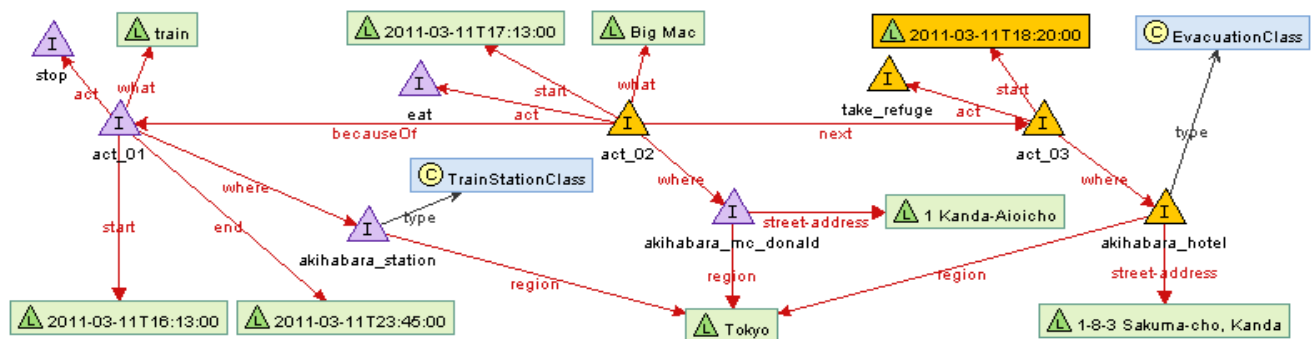 L 2011-03-11T17:13:00
L Big Mac
L 2011-03-11T18:20:00
C EvacuationClass
L train
I
stop
act
what
I
eat
start
what
act
I
take_refuge
start
act
type
I
act_01
becauseOf
I
act_02
next
I
act_03
where
C TrainStationClass
type
where
where
start
end
I
akihabara_station
I
akihabara_mc_donald
street-address
L 1 Kanda-Aioicho
I
akihabara_hotel
region
region
region
street-address
L 2011-03-11T16:13:00
L 2011-03-11T23:45:00
L Tokyo
L 1-8-3 Sakuma-cho, Kanda